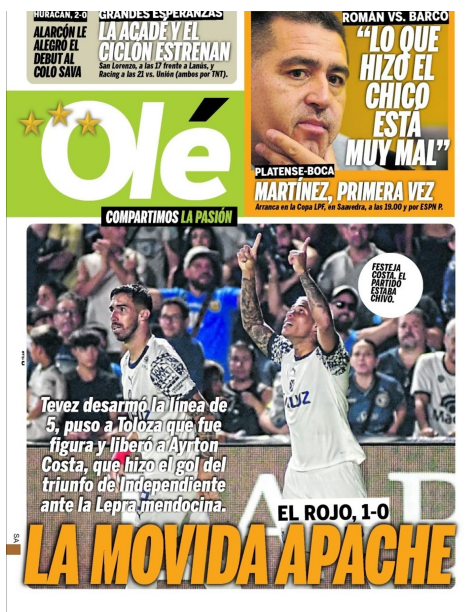 HURACÁN, 2-0
ALARCÓN LE
ALEGRÓ EL
DEBUT AL
COLO SAVA
GRANDES ESPERANZAS
LA ACADÉ Y EL
CICLÓN ESTRENAN
San Lorenzo, a las 17 frente a Lanús, y
Racing a las 21 vs. Unión (ambos por TNT).
ROMÁN VS. BARCO
“LO QUE
HIZO EL
CHICO
ESTÁ
MUY MAL”
PLATENSE-BOCA
MARTÍNEZ, PRIMERA VEZ
Arranca en la Copa LPF, en Saavedra, a las 19.00 y por ESPN P.
Olé
COMPARTIMOS LA PASIÓN
FESTEJA
COSTA. EL
PARTIDO
ESTABA
CHIVO.
LUZ
Tevez desarmó la línea de
5, puso a Toloza que fue
figura y liberó a Ayrton
Costa, que hizo el gol del
triunfo de Independiente
ante la Lepra mendocina.
EL ROJO, 1-0
LA MOVIDA APACHE
SA